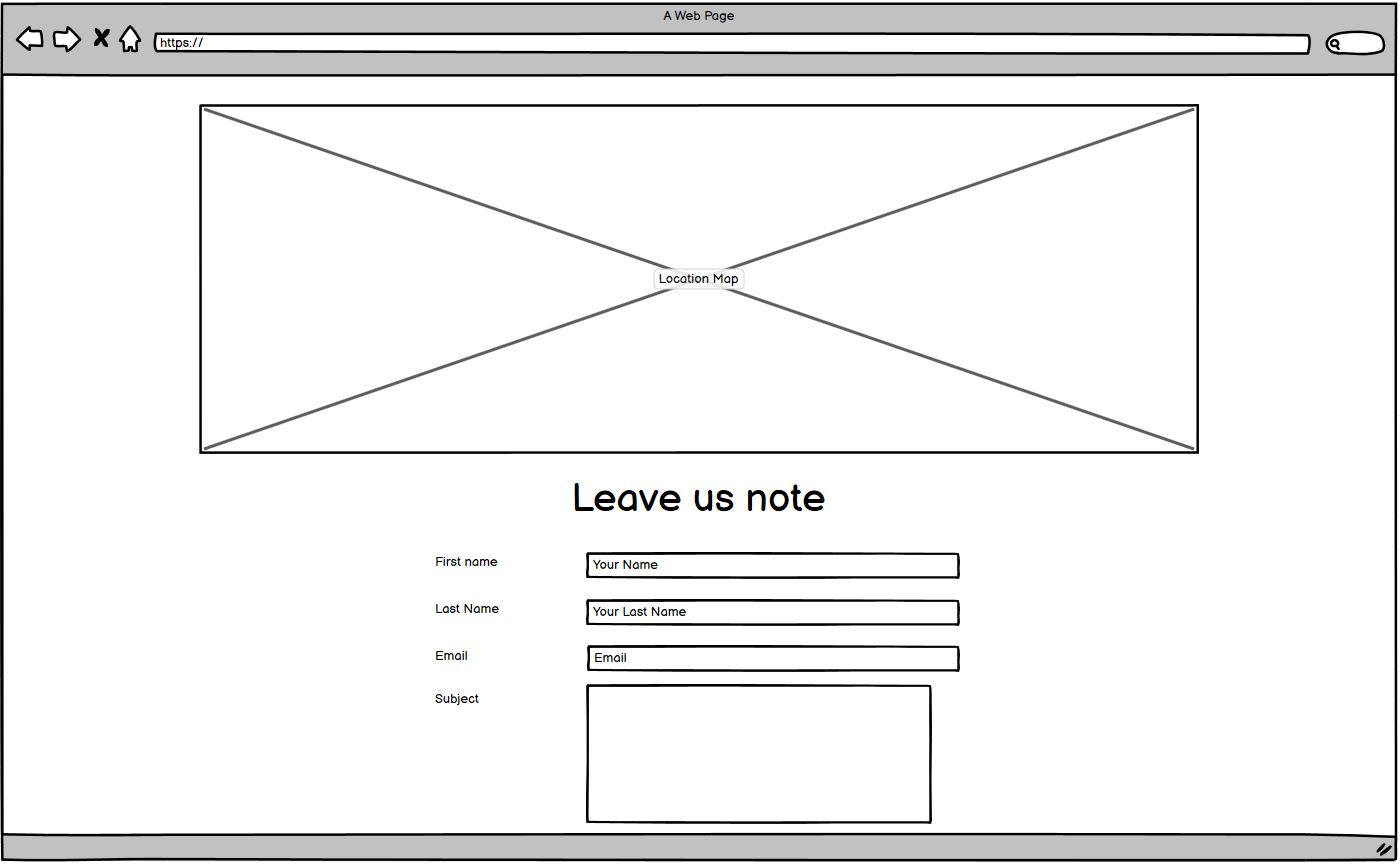 A Web Page
https://
Location Map
Leave us note
First name
Your Name
Last Name
Your Last Name
Email
Email
Subject